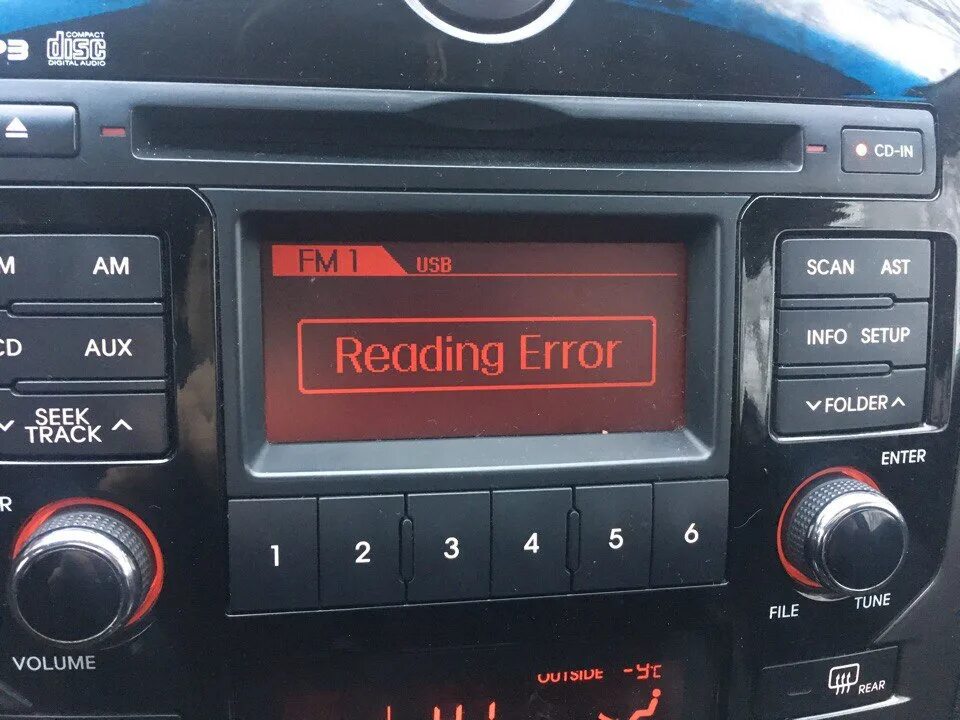 COMPACT
disc
DIGITAL AUDIO
CD-IN
AM
SCAN AST
AUX
INFO SETUP
SEEK
TRACK
FOLDER
FM 1 USB
Reading Error
ENTER
1 2 3 4 5 6
FILE TUNE
VOLUME
OUTSIDE
REAR